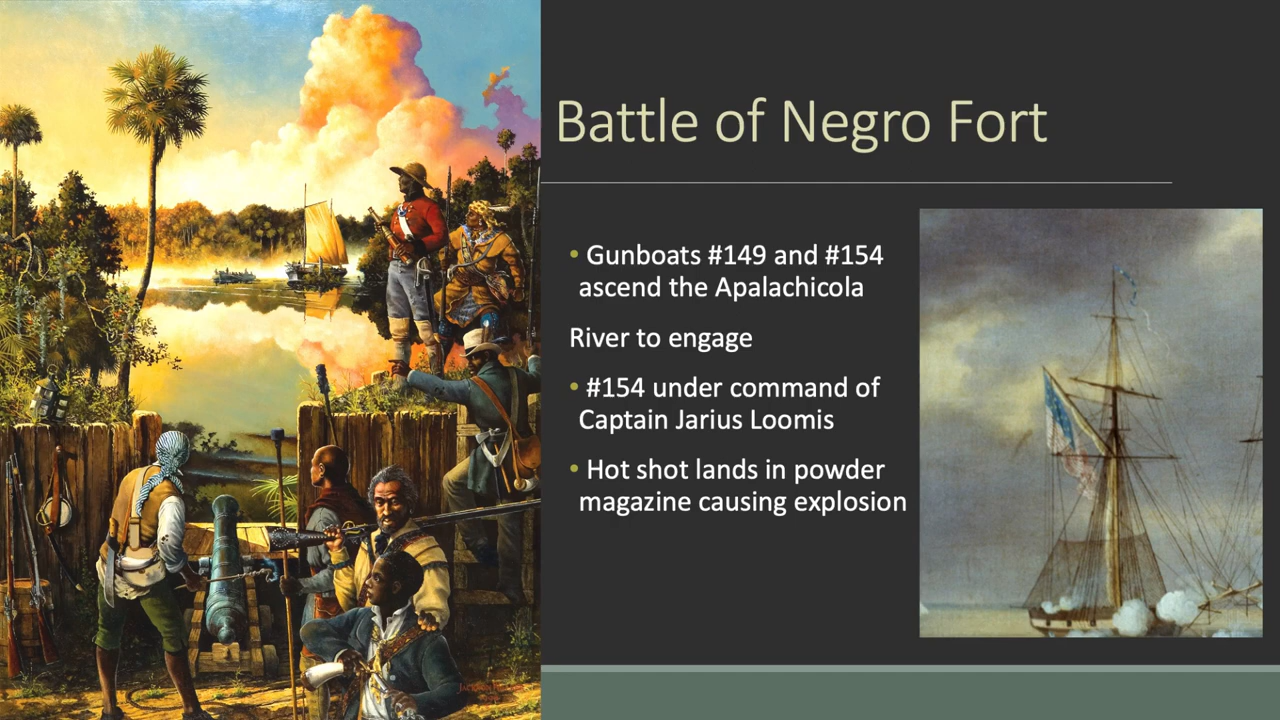 Battle of Negro Fort
• Gunboats #149 and #154
ascend the Apalachicola
River to engage
• #154 under command of
Captain Jarius Loomis
• Hot shot lands in powder
magazine causing explosion